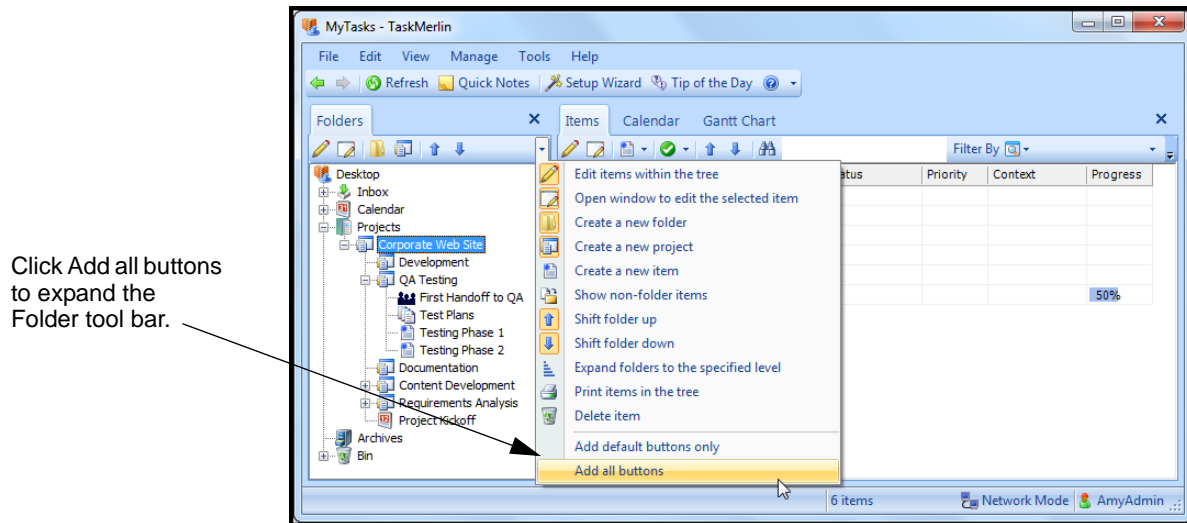 MyTasks - TaskMerlin
File Edit View Manage Tools Help
Refresh Quick Notes Setup Wizard Tip of the Day
Folders
Items Calendar Gantt Chart
Filter By
Priority Context Progress
Desktop
Inbox
Calendar
Projects
Corporate Web Site
Development
QA Testing
First Handoff to QA
Test Plans
Testing Phase 1
Testing Phase 2
Documentation
Content Development
Requirements Analysis
Project Kickoff
Archives
Bin
Edit items within the tree
Open window to edit the selected item
Create a new folder
Create a new project
Create a new item
Show non-folder items
Shift folder up
Shift folder down
Expand folders to the specified level
Print items in the tree
Delete item
Add default buttons only
Add all buttons
50%
Click Add all buttons
to expand the
Folder tool bar.
6 items Network Mode AmyAdmin